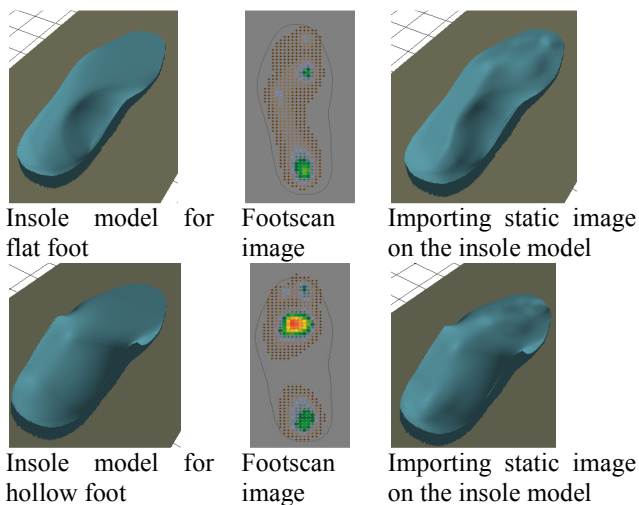 Insole model for
flat foot
Footscan
image
Importing static image
on the insole model
Insole model for
hollow foot
Footscan
image
Importing static image
on the insole model